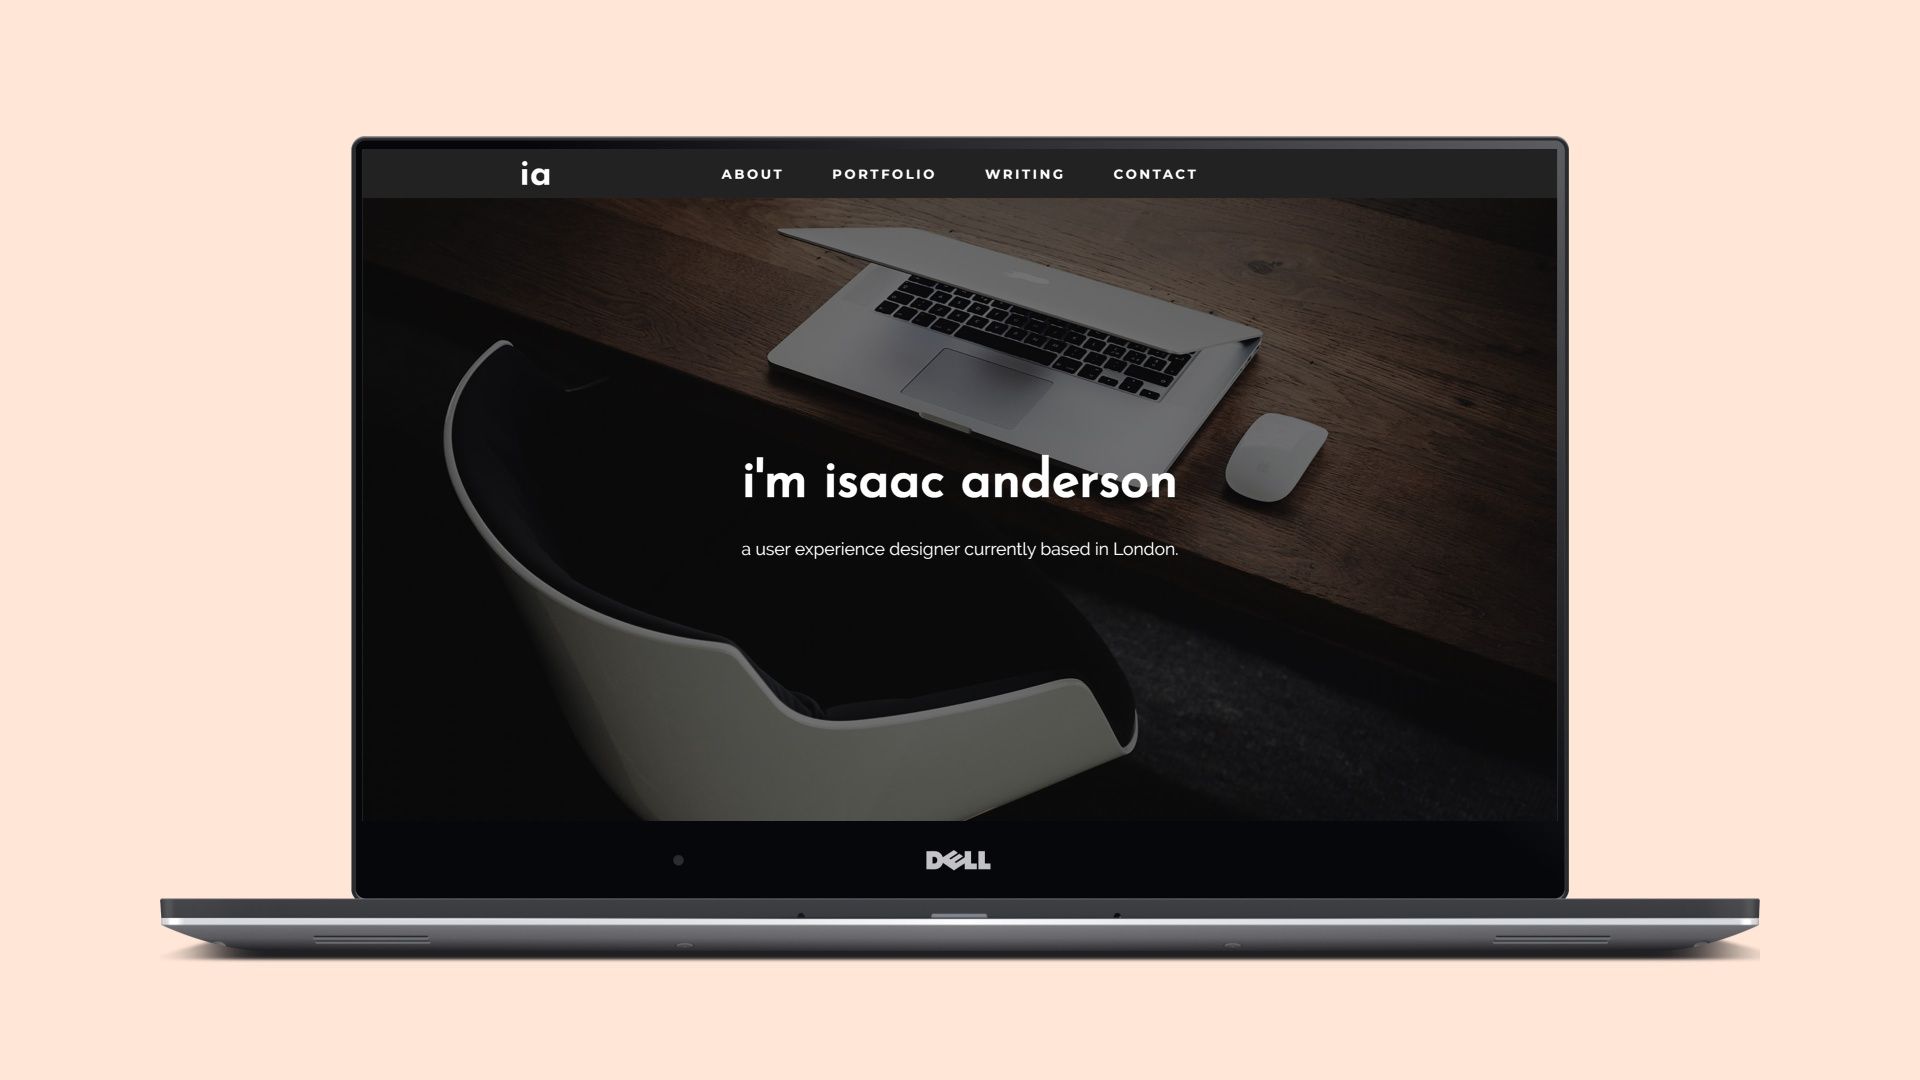 ia
ABOUT PORTFOLIO WRITING CONTACT
i'm isaac anderson
a user experience designer currently based in London.
DELL